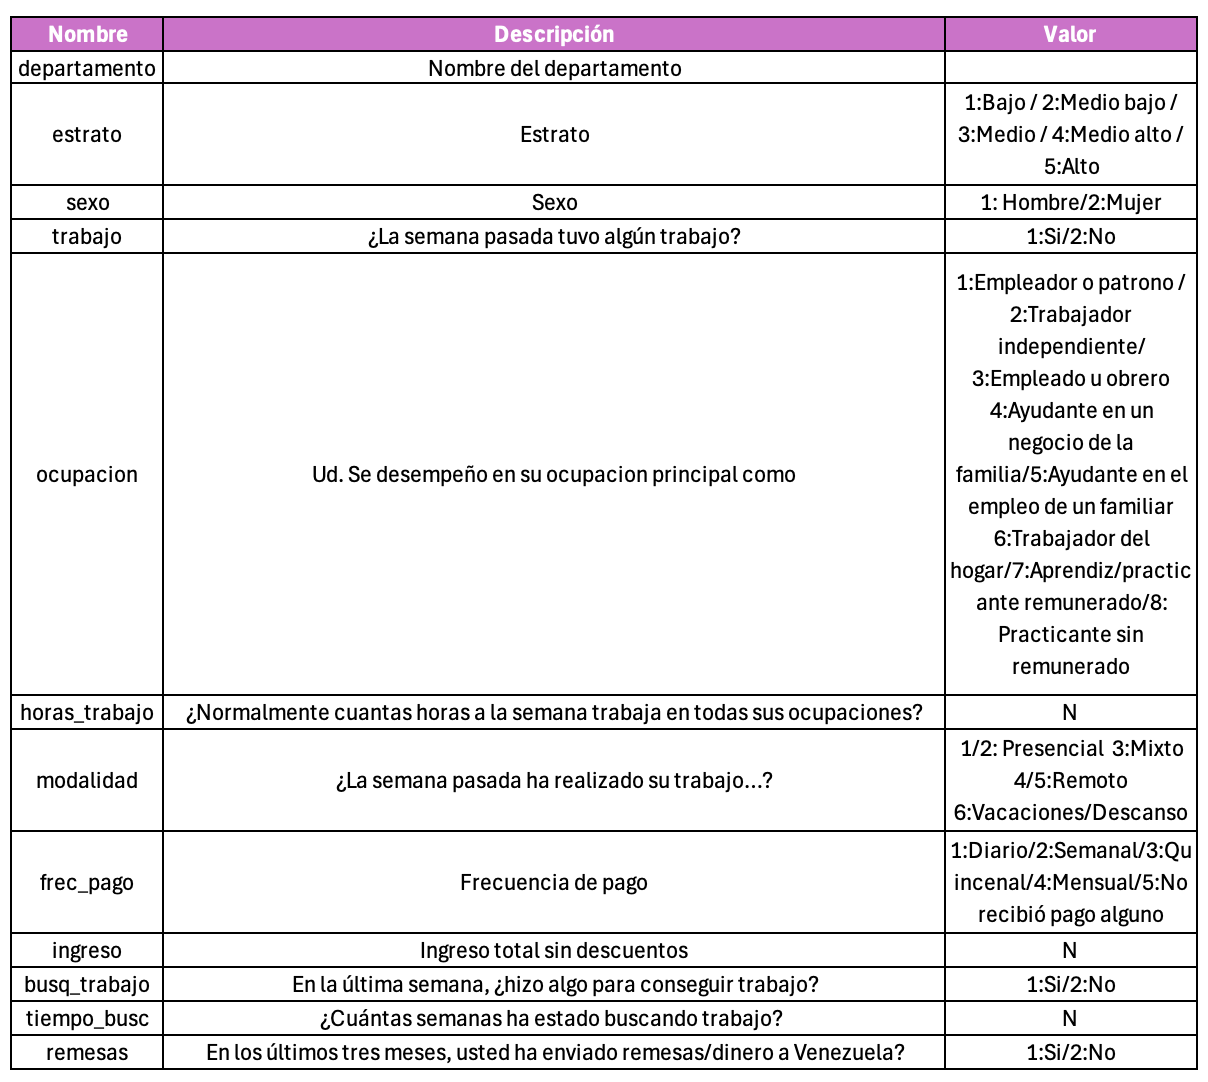 Nombre Descripción Valor
departamento Nombre del departamento
estrato Estrato 1:Bajo / 2:Medio bajo /
3:Medio / 4:Medio alto /
5:Alto
sexo Sexo 1: Hombre/2:Mujer
trabajo ¿La semana pasada tuvo algún trabajo? 1:Si/2:No
ocupacion Ud. Se desempeño en su ocupacion principal como 1:Empleador o patrono /
2:Trabajador
independiente/
3:Empleado u obrero
4:Ayudante en un
negocio de la
familia/5:Ayudante en el
empleo de un familiar
6:Trabajador del
hogar/7:Aprendiz/practic
ante remunerado/8:
Practicante sin
remunerado
horas_trabajo ¿Normalmente cuantas horas a la semana trabaja en todas sus ocupaciones? N
modalidad ¿La semana pasada ha realizado su trabajo...? 1/2: Presencial 3:Mixto
4/5:Remoto
6:Vacaciones/Descanso
frec_pago Frecuencia de pago 1:Diario/2:Semanal/3:Qu
incenal/4:Mensual/5:No
recibió pago alguno
ingreso Ingreso total sin descuentos N
busq_trabajo En la última semana, ¿hizo algo para conseguir trabajo? 1:Si/2:No
tiempo_busc ¿Cuántas semanas ha estado buscando trabajo? N
remesas En los últimos tres meses, usted ha enviado remesas/dinero a Venezuela? 1:Si/2:No